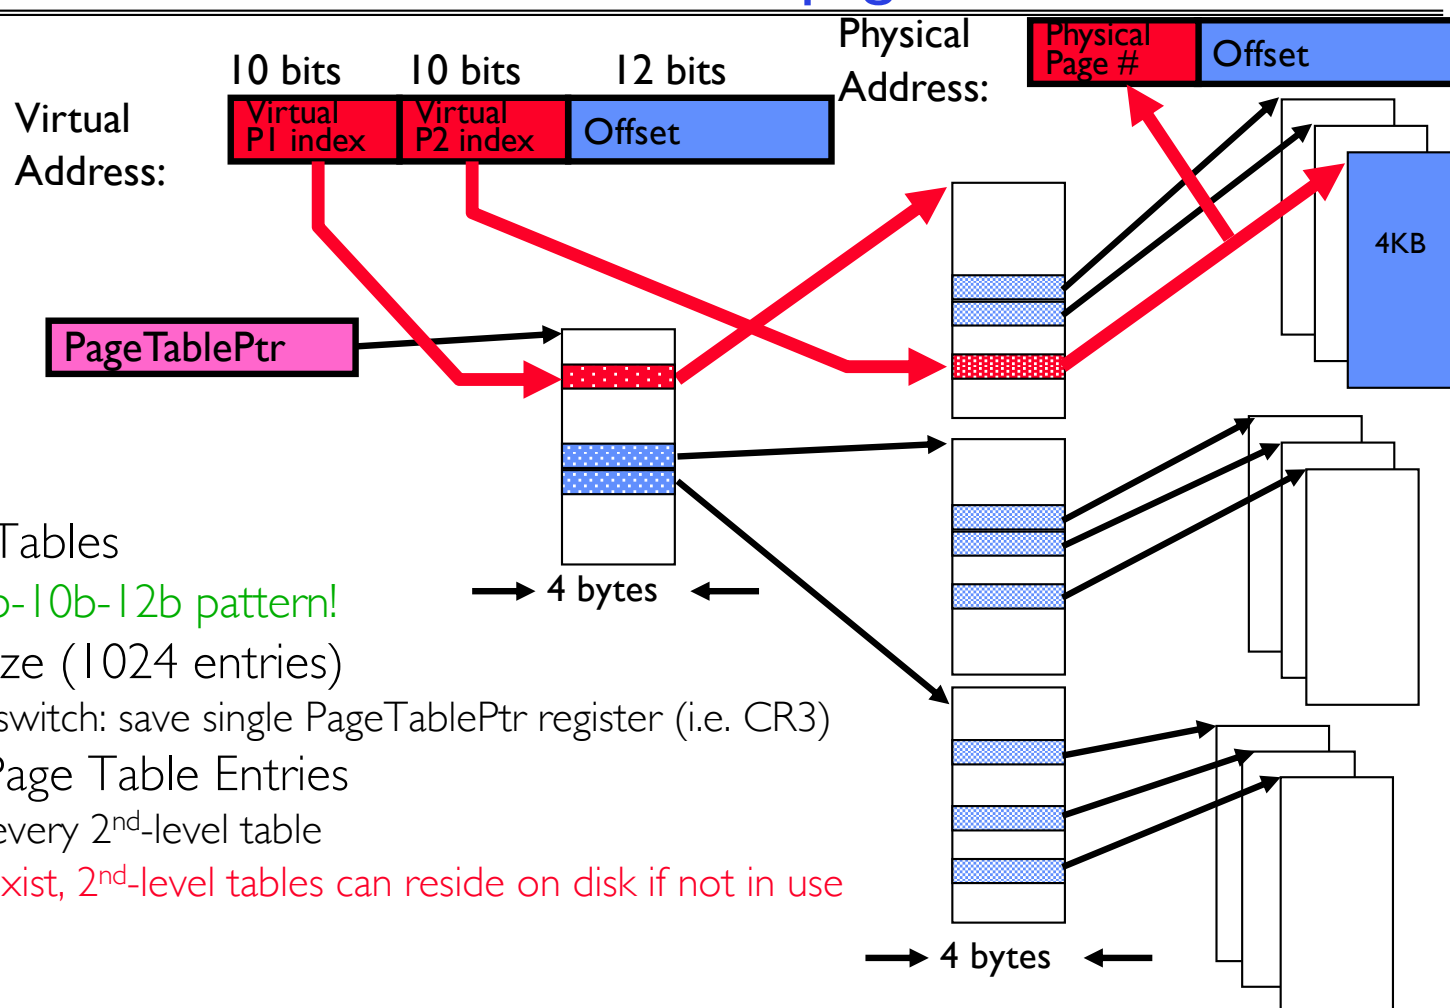 Physical
Address:
Physical
Page #
Offset
10 bits
10 bits
12 bits
Virtual
Address:
Virtual
P1 index
Virtual
P2 index
Offset
4KB
PageTablePtr
4 bytes
Tables
-10b-12b pattern!
ze (1024 entries)
switch: save single PageTablePtr register (i.e. CR3)
Page Table Entries
every 2nd-level table
xist, 2nd-level tables can reside on disk if not in use
4 bytes